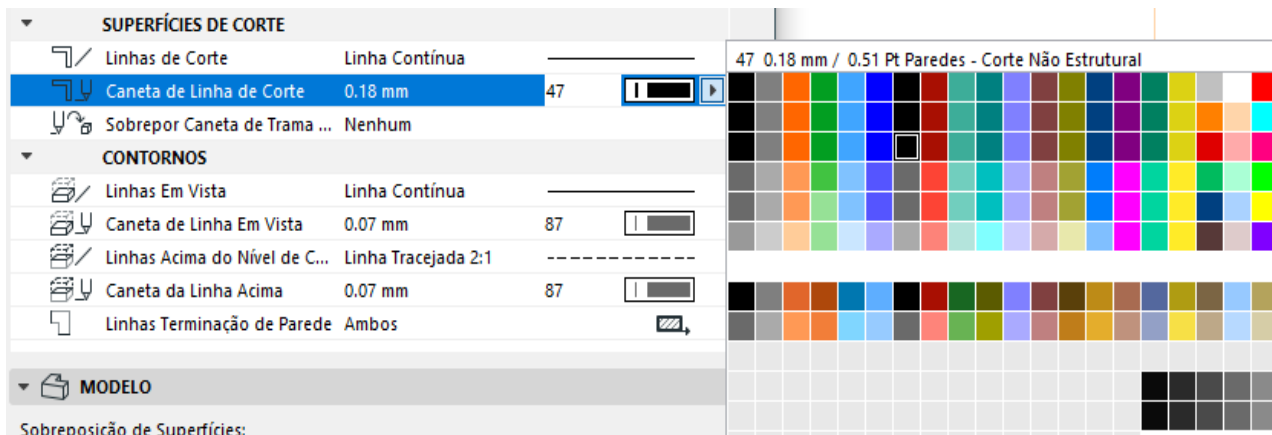 SUPERFÍCIES DE CORTE
47 0.18 mm / 0.51 Pt Paredes - Corte Não Estrutural
Linhas de Corte Linha Contínua
Caneta de Linha de Corte 0.18 mm 47
Sobrepor Caneta de Trama ... Nenhum
CONTORNOS
Linhas Em Vista Linha Contínua
Caneta de Linha Em Vista 0.07 mm 87
Linhas Acima do Nível de C... Linha Tracejada 2:1
Caneta da Linha Acima 0.07 mm 87
Linhas Terminação de Parede Ambos
MODELO
Sobreposição de Superfícies: